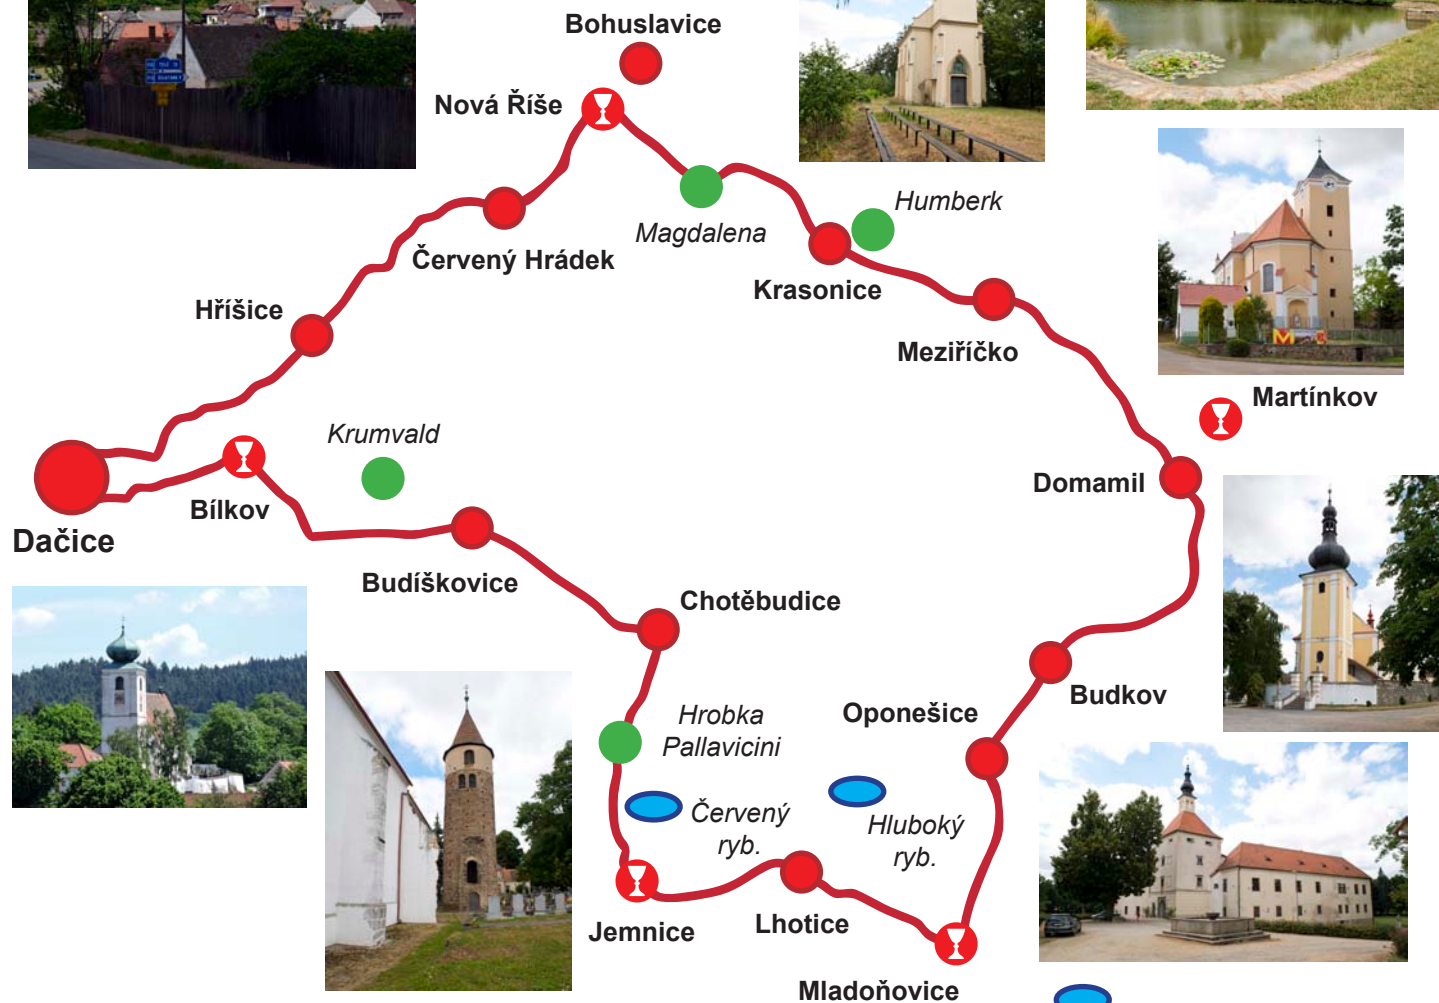 Bohuslavice
Nová Říše
Humberk
Magdalena
Červený Hrádek
Krasonice
Hříšice
Meziříčko
Martínkov
Krumvald
Domamil
Bílkov
Dačice
Budíškovice
Chotěbudice
Budkov
Oponešice
Hrobka
Pallavicini
Červený
ryb.
Hluboký
ryb.
Jemnice
Lhotice
Mladoňovice